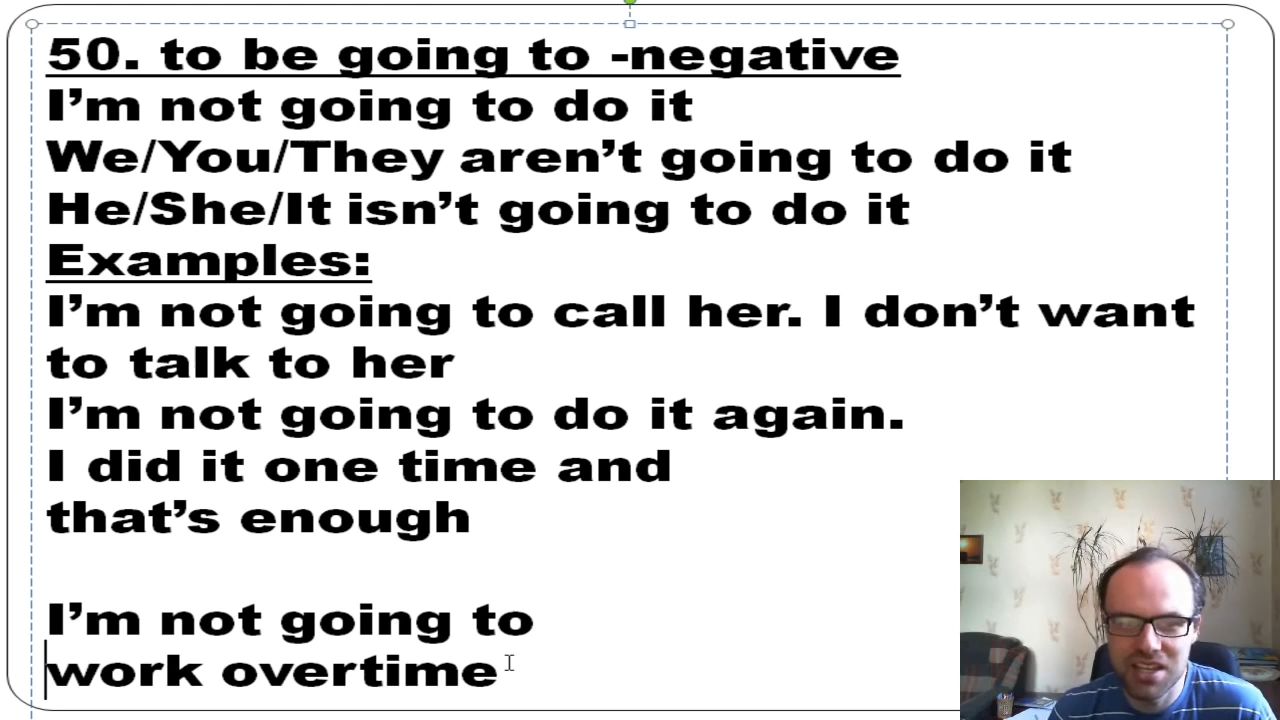 50. to be going to -negative
I’m not going to do it
We/You/They aren’t going to do it
He/She/It isn’t going to do it
Examples:
I’m not going to call her. I don’t want
to talk to her
I’m not going to do it again.
I did it one time and
that’s enough
I’m not going to
work overtime